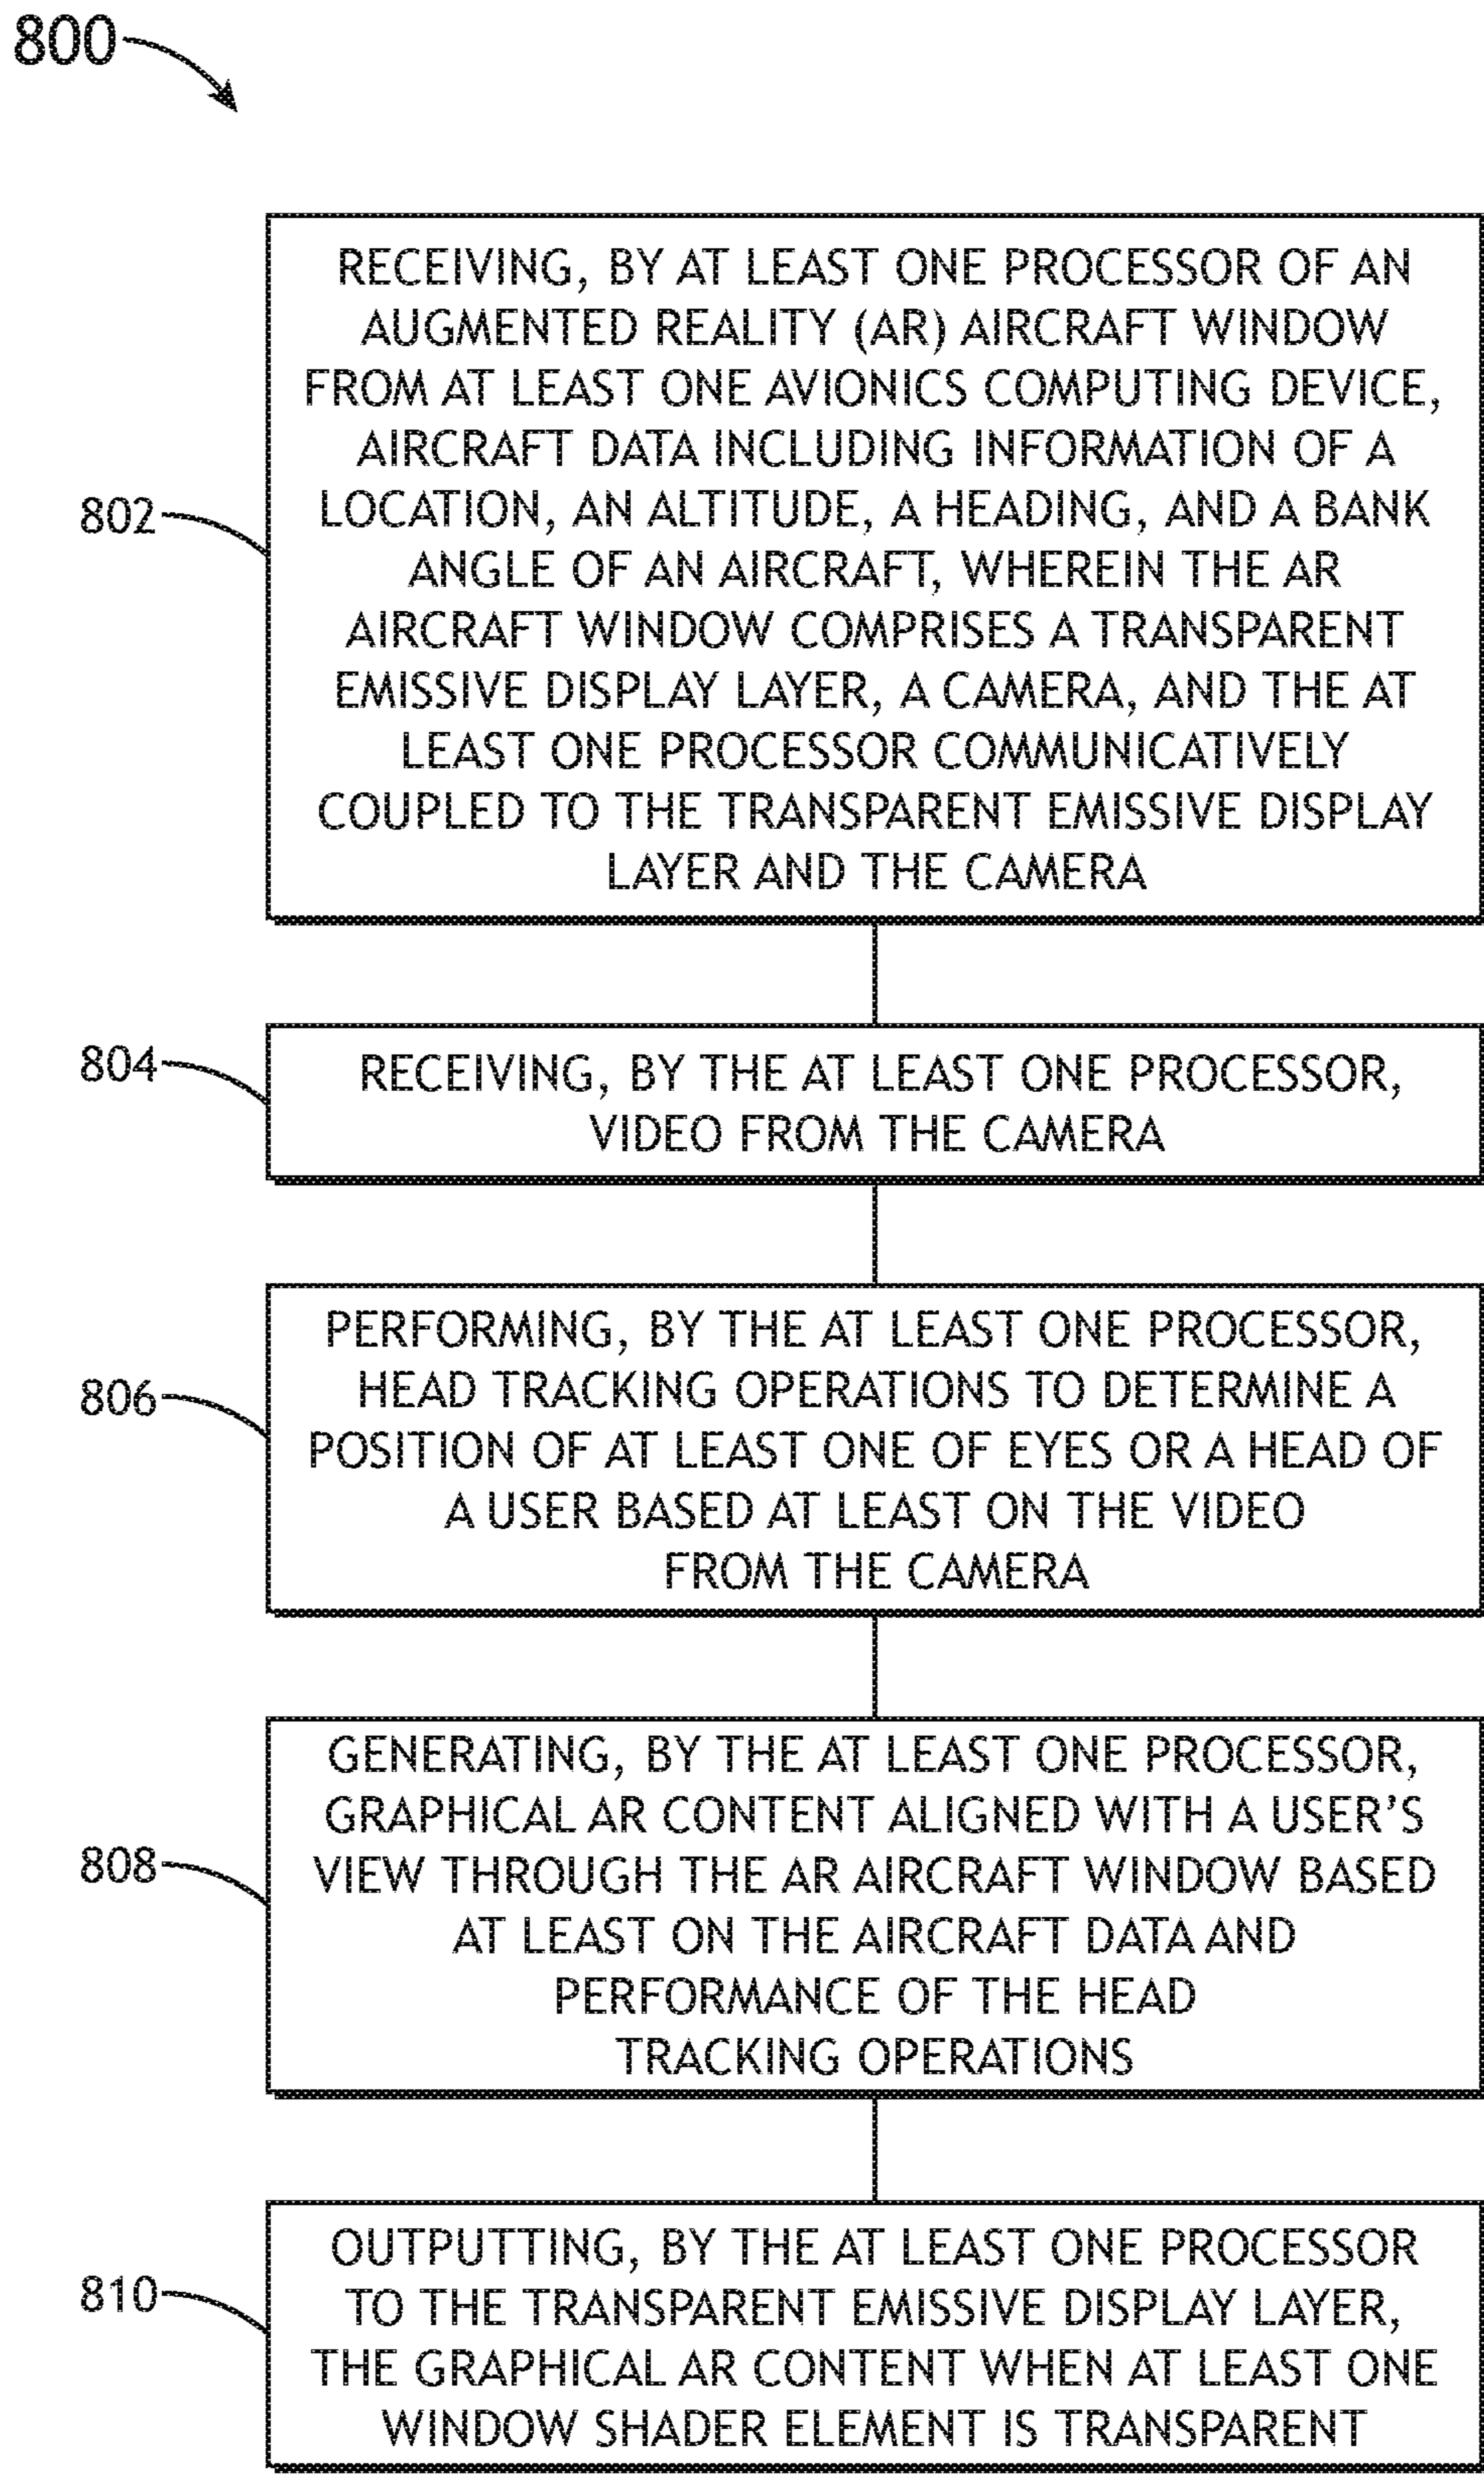 800
802
RECEIVING, BY AT LEAST ONE PROCESSOR OF AN
AUGMENTED REALITY (AR) AIRCRAFT WINDOW
FROM AT LEAST ONE AVIONICS COMPUTING DEVICE,
AIRCRAFT DATA INCLUDING INFORMATION OF A
LOCATION, AN ALTITUDE, A HEADING, AND A BANK
ANGLE OF AN AIRCRAFT, WHEREIN THE AR
AIRCRAFT WINDOW COMPRISES A TRANSPARENT
EMISSIVE DISPLAY LAYER, A CAMERA, AND THE AT
LEAST ONE PROCESSOR COMMUNICATIVELY
COUPLED TO THE TRANSPARENT EMISSIVE DISPLAY
LAYER AND THE CAMERA
804
RECEIVING, BY THE AT LEAST ONE PROCESSOR,
VIDEO FROM THE CAMERA
806
PERFORMING, BY THE AT LEAST ONE PROCESSOR,
HEAD TRACKING OPERATIONS TO DETERMINE A
POSITION OF AT LEAST ONE OF EYES OR A HEAD OF
A USER BASED AT LEAST ON THE VIDEO
FROM THE CAMERA
808
GENERATING, BY THE AT LEAST ONE PROCESSOR,
GRAPHICAL AR CONTENT ALIGNED WITH A USER'S
VIEW THROUGH THE AR AIRCRAFT WINDOW BASED
AT LEAST ON THE AIRCRAFT DATA AND
PERFORMANCE OF THE HEAD
TRACKING OPERATIONS
810
OUTPUTTING, BY THE AT LEAST ONE PROCESSOR
TO THE TRANSPARENT EMISSIVE DISPLAY LAYER,
THE GRAPHICAL AR CONTENT WHEN AT LEAST ONE
WINDOW SHADER ELEMENT IS TRANSPARENT